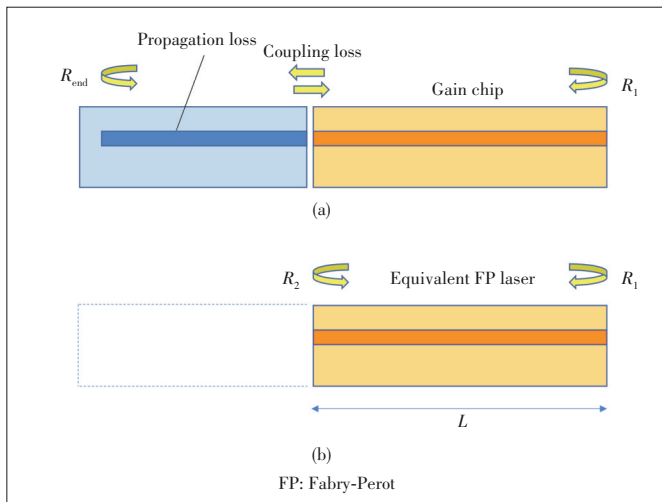 Propagation loss
Coupling loss
R_end
Gain chip
R_1
(a)
R_2
Equivalent FP laser
R_1
L
(b)
FP: Fabry-Perot